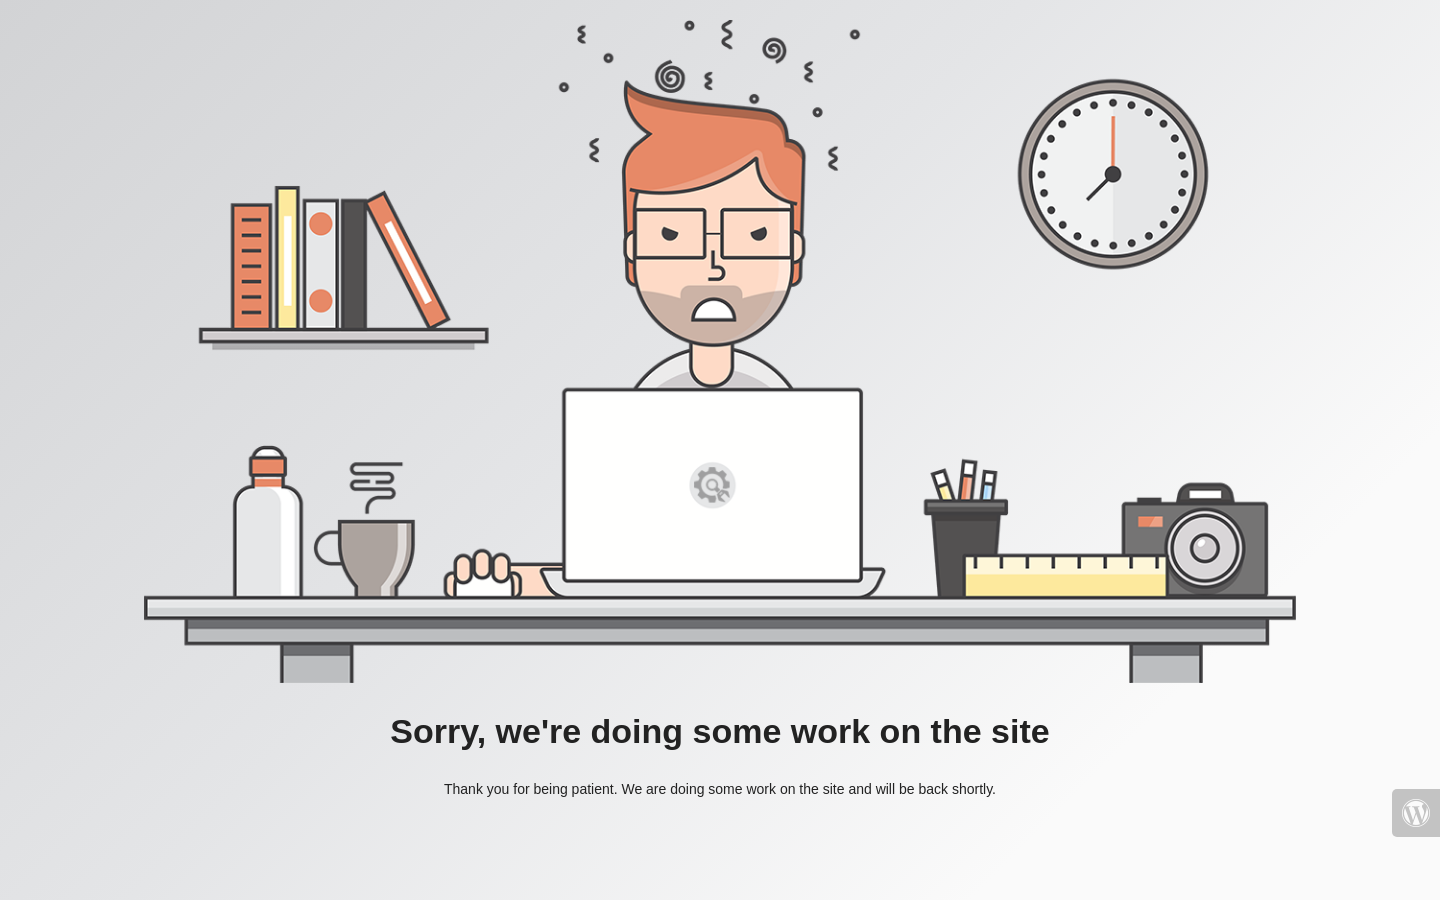 Sorry, we're doing some work on the site
Thank you for being patient. We are doing some work on the site and will be back shortly.